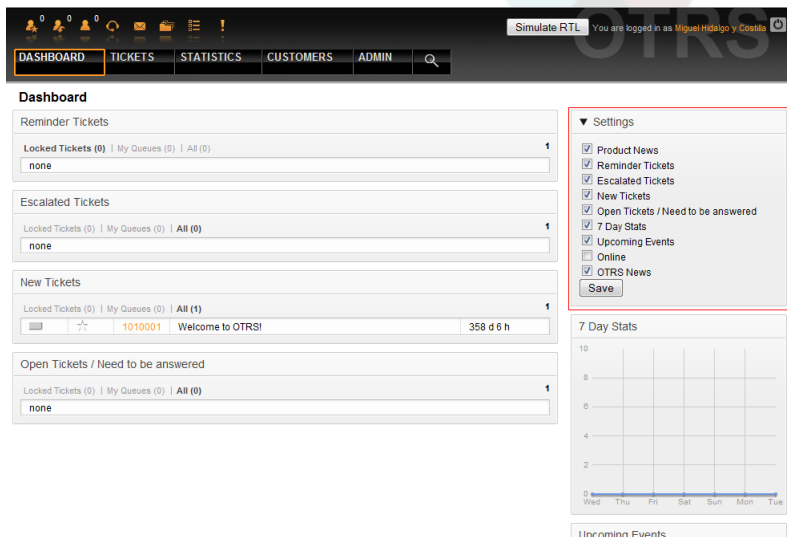 0 0 0
Simulate RTL You are logged in as Miguel Hidalgo y Costilla
OTRS
DASHBOARD TICKETS STATISTICS CUSTOMERS ADMIN
Dashboard
Reminder Tickets
Locked Tickets (0) | My Queues (0) | All (0) 1
none
Escalated Tickets
Locked Tickets (0) | My Queues (0) | All (0) 1
none
New Tickets
Locked Tickets (0) | My Queues (0) | All (1) 1
1010001 Welcome to OTRS! 358 d 6 h
Open Tickets / Need to be answered
Locked Tickets (0) | My Queues (0) | All (0) 1
none
▼ Settings
Product News
Reminder Tickets
Escalated Tickets
New Tickets
Open Tickets / Need to be answered
7 Day Stats
Upcoming Events
Online
OTRS News
Save
7 Day Stats
10
8
6
4
2
0
Wed Thu Fri Sat Sun Mon Tue
Upcoming Events